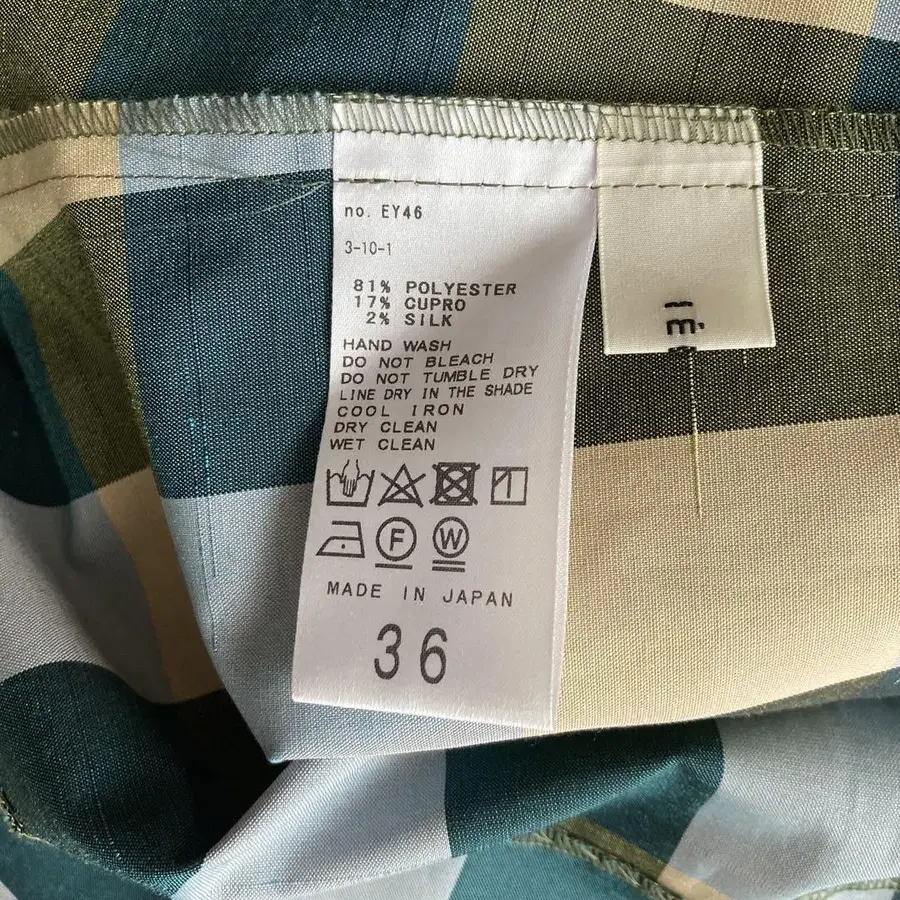 no. EY46
3-10-1
81% POLYESTER
17% CUPRO
2% SILK
HAND WASH
DO NOT BLEACH
DO NOT TUMBLE DRY
LINE DRY IN THE SHADE
COOL IRON
DRY CLEAN
WET CLEAN
F W
MADE IN JAPAN
36